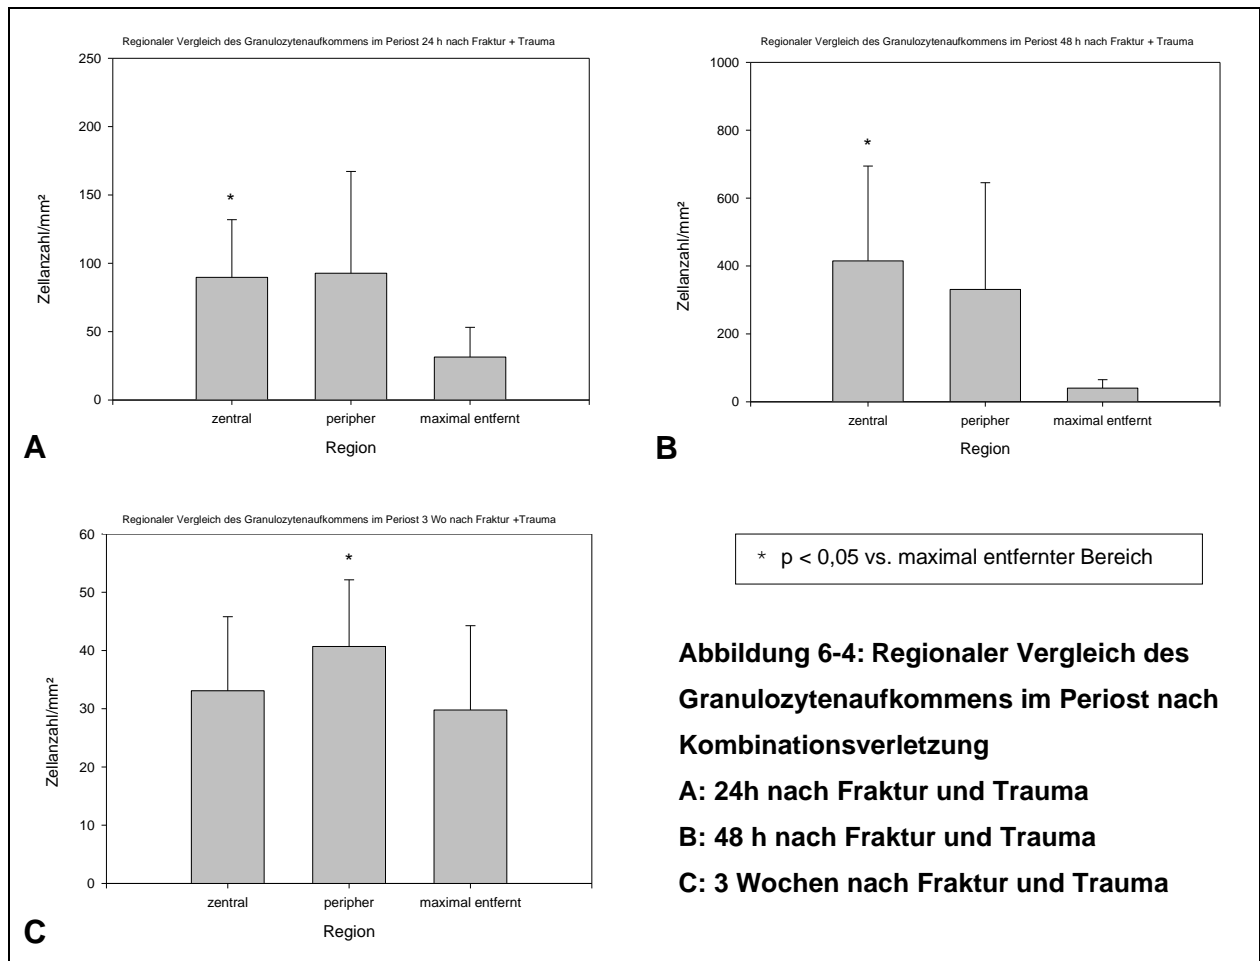 Regionaler Vergleich des Granulozytenaufkommens im Periost 24 h nach Fraktur + Trauma
250
200
150
100
50
0
Zellanzahl/mm²
*
zentral
peripher
maximal entfernt
Region
A
Regionaler Vergleich des Granulozytenaufkommens im Periost 48 h nach Fraktur + Trauma
1000
800
600
400
200
0
Zellanzahl/mm²
*
zentral
peripher
maximal entfernt
Region
B
Regionaler Vergleich des Granulozytenaufkommens im Periost 3 Wo nach Fraktur +Trauma
60
50
40
30
20
10
0
Zellanzahl/mm²
*
zentral
peripher
maximal entfernt
Region
C
* p < 0,05 vs. maximal entfernter Bereich
Abbildung 6-4: Regionaler Vergleich des
Granulozytenaufkommens im Periost nach
Kombinationsverletzung
A: 24h nach Fraktur und Trauma
B: 48 h nach Fraktur und Trauma
C: 3 Wochen nach Fraktur und Trauma